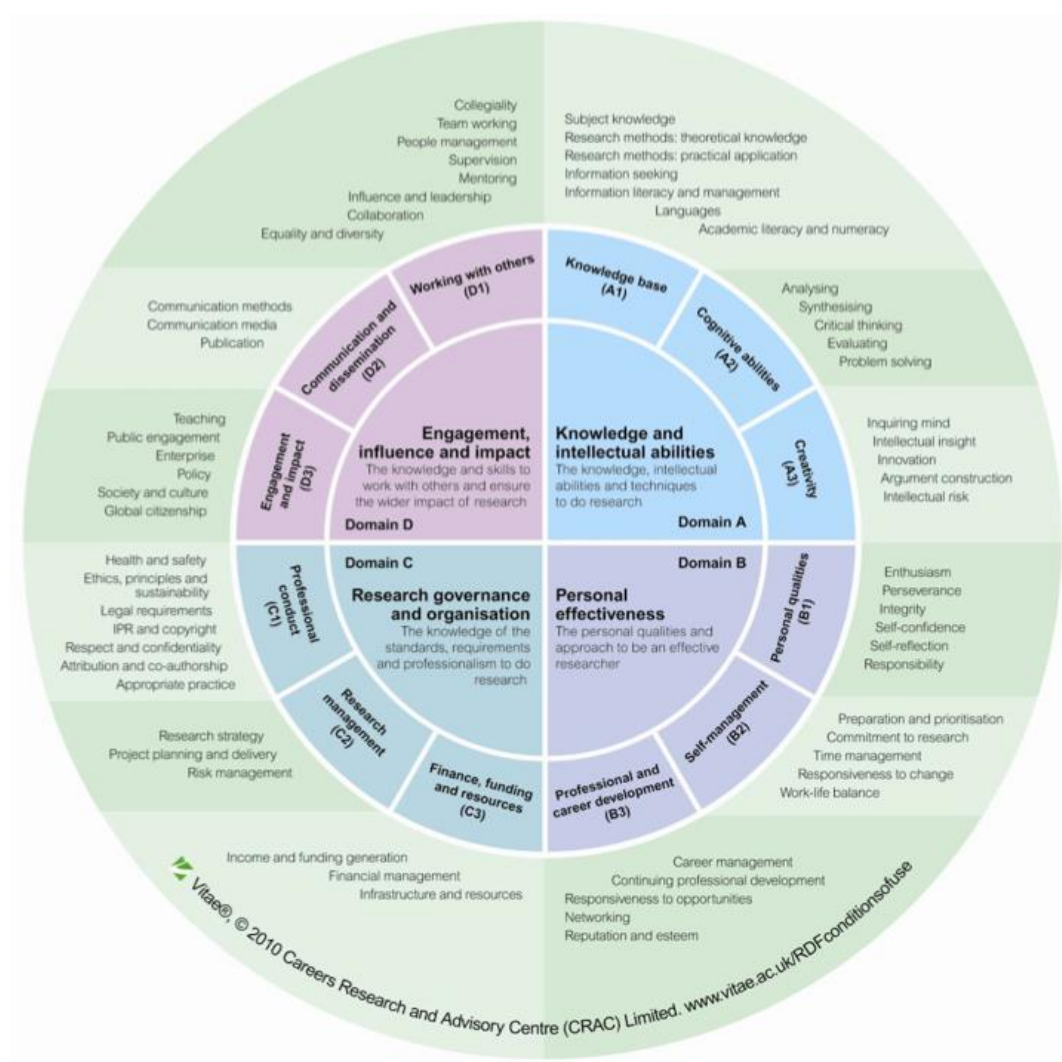 Collegiality
Team working
People management
Supervision
Mentoring
Influence and leadership
Collaboration
Equality and diversity
Subject knowledge
Research methods: theoretical knowledge
Research methods: practical application
Information seeking
Information literacy and management
Languages
Academic literacy and numeracy
Working with others
(D1)
Knowledge base
(A1)
Communication methods
Communication media
Publication
Communication and
dissemination
(D2)
Cognitive abilities
(A2)
Analysing
Synthesising
Critical thinking
Evaluating
Problem solving
Teaching
Public engagement
Enterprise
Policy
Society and culture
Global citizenship
Engagement
and impact
(D3)
Engagement,
influence and impact
The knowledge and skills to
work with others and ensure
the wider impact of research
Domain D
Knowledge and
intellectual abilities
The knowledge, intellectual
abilities and techniques
to do research
Domain A
Creativity
(A3)
Inquiring mind
Intellectual insight
Innovation
Argument construction
Intellectual risk
Health and safety
Ethics, principles and
sustainability
Legal requirements
IPR and copyright
Respect and confidentiality
Attribution and co-authorship
Appropriate practice
Professional
conduct
(C1)
Domain C
Research governance
and organisation
The knowledge of the
standards, requirements
and professionalism to do
research
Domain B
Personal
effectiveness
The personal qualities and
approach to be an effective
researcher
Personal qualities
(B1)
Enthusiasm
Perseverance
Integrity
Self-confidence
Self-reflection
Responsibility
Research strategy
Project planning and delivery
Risk management
Research
management
(C2)
Self-management
(B2)
Preparation and prioritisation
Commitment to research
Time management
Responsiveness to change
Work-life balance
Finance, funding
and resources
(C3)
Professional and
career development
(B3)
Income and funding generation
Financial management
Infrastructure and resources
Career management
Continuing professional development
Responsiveness to opportunities
Networking
Reputation and esteem
Vitae®, © 2010 Careers Research and Advisory Centre (CRAC) Limited. www.vitae.ac.uk/RDFconditionsofuse